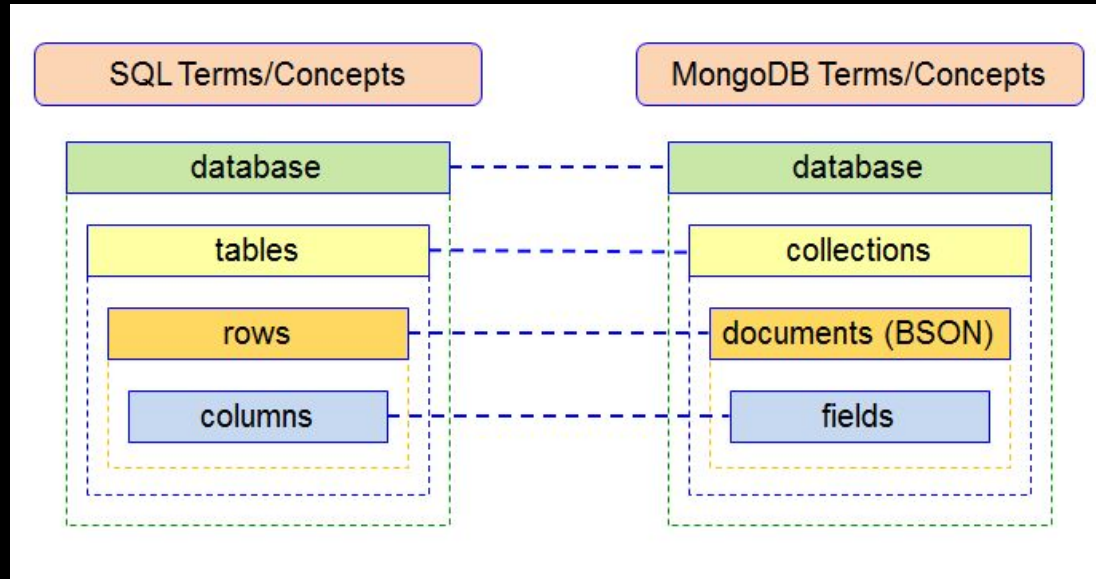 SQL Terms/Concepts
MongoDB Terms/Concepts
database
database
tables
collections
rows
documents (BSON)
columns
fields